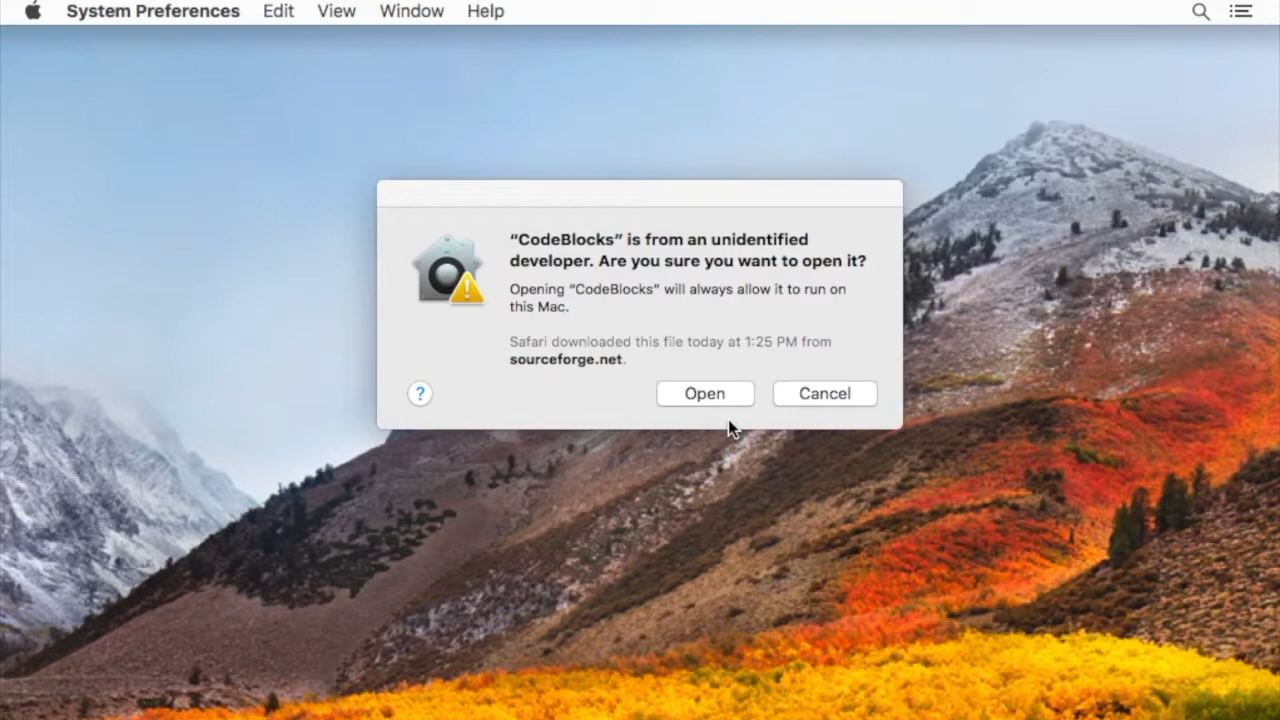 System Preferences Edit View Window Help
“CodeBlocks” is from an unidentified
developer. Are you sure you want to open it?
Opening “CodeBlocks” will always allow it to run on
this Mac.
Safari downloaded this file today at 1:25 PM from
sourceforge.net.
? Open Cancel